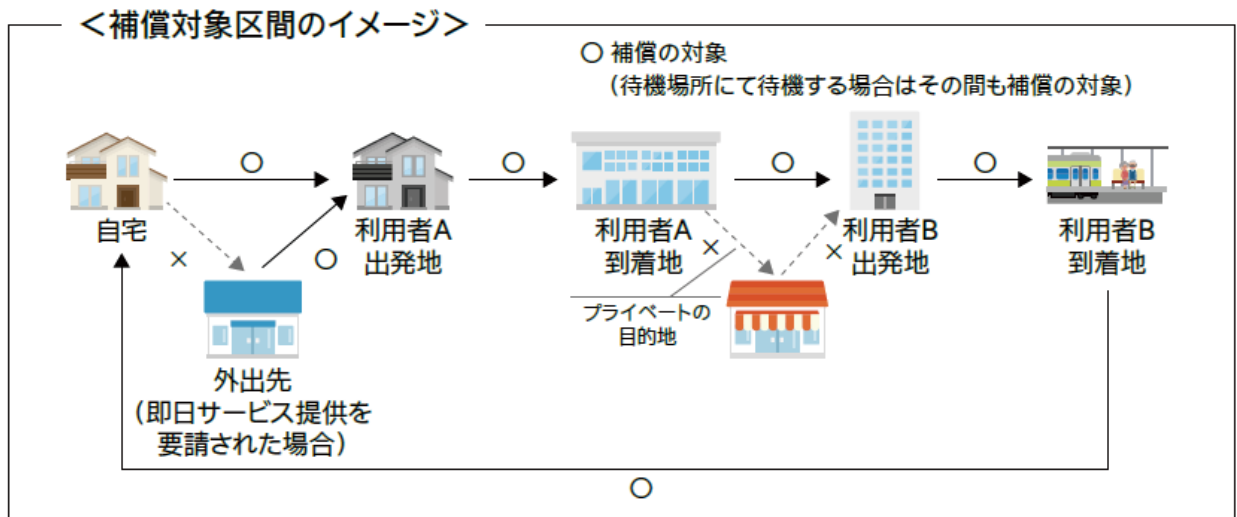 ＜補償対象区間のイメージ＞
○ 補償の対象
（待機場所にて待機する場合はその間も補償の対象）
○
○
○
○
自宅
利用者A
出発地
利用者A
到着地
利用者B
出発地
利用者B
到着地
×
○
×
×
プライベートの
目的地
外出先
（即日サービス提供を
要請された場合）
○